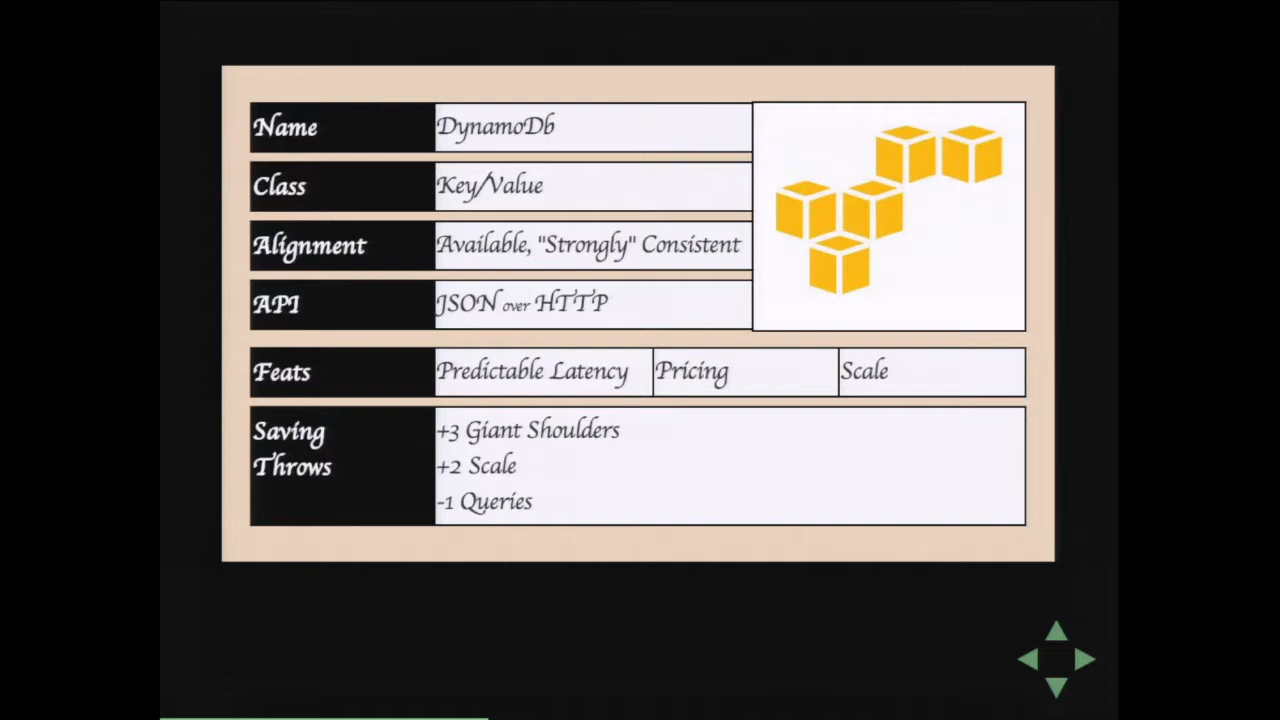 Name DynamoDb
Class Key/Value
Alignment Available, "Strongly" Consistent
API JSON over HTTP
Feats Predictable Latency Pricing Scale
Saving Throws
+3 Giant Shoulders
+2 Scale
-1 Queries